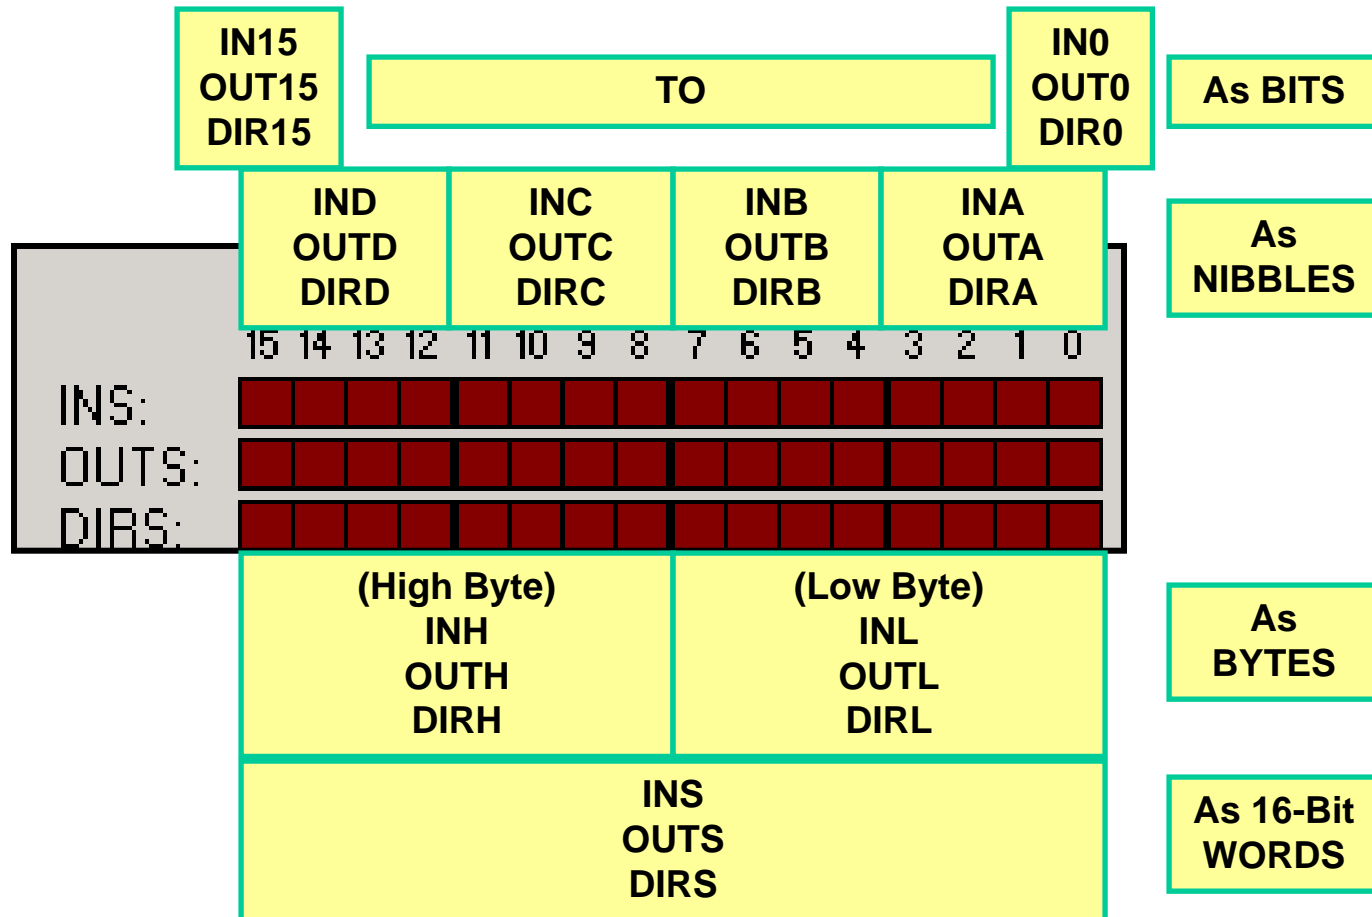 IN15
OUT15
DIR15
TO
IN0
OUT0
DIR0
As BITS
IND
OUTD
DIRD
INC
OUTC
DIRC
INB
OUTB
DIRB
INA
OUTA
DIRA
As
NIBBLES
15 14 13 12 11 10 9 8 7 6 5 4 3 2 1 0
INS:
OUTS:
DIRS:
(High Byte)
INH
OUTH
DIRH
(Low Byte)
INL
OUTL
DIRL
As
BYTES
INS
OUTS
DIRS
As 16-Bit
WORDS